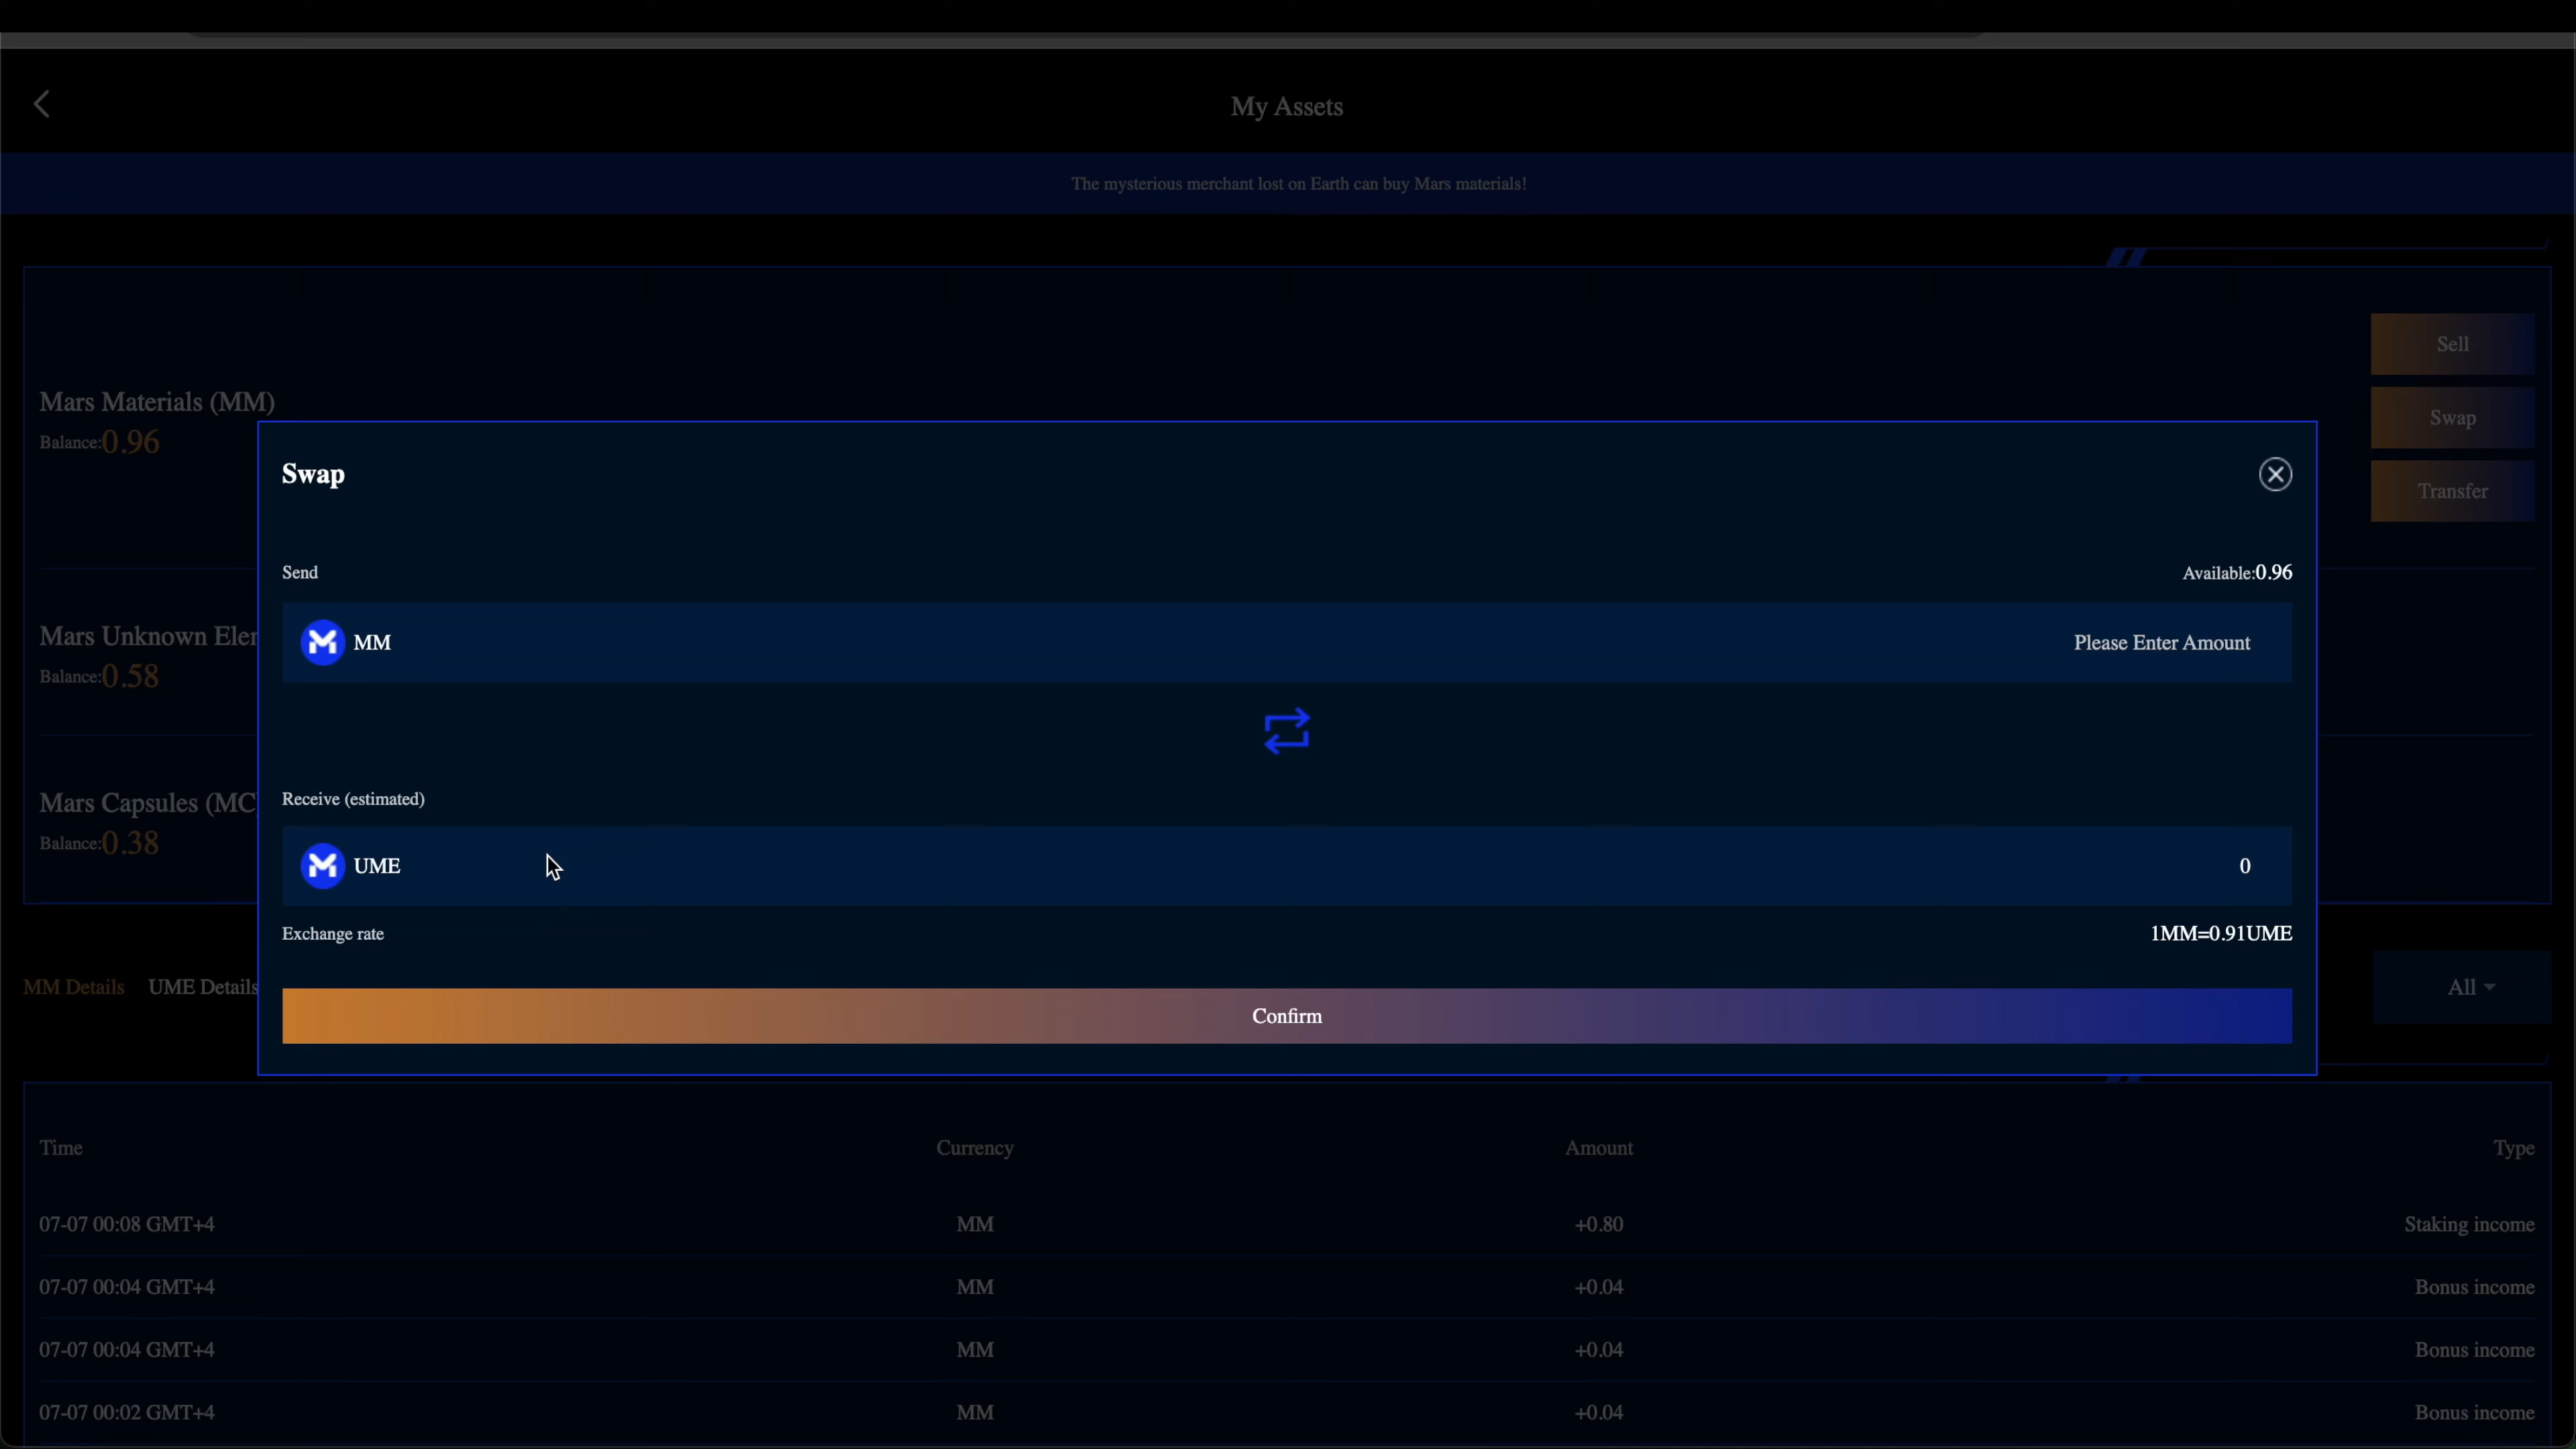 My Assets
The mysterious merchant lost on Earth can buy Mars materials!
Sell
Mars Materials (MM)
Balance:0.96
Swap
Transfer
Swap
Send
Available:0.96
MM
Please Enter Amount
Mars Unknown
Balance:0.58
Receive (estimated)
Mars Capsules (MC)
Balance:0.38
UME
0
Exchange rate
1MM=0.91UME
MM Details
UME Details
All
Confirm
Time Currency Amount Type
07-07 00:08 GMT+4 MM +0.80 Staking income
07-07 00:04 GMT+4 MM +0.04 Bonus income
07-07 00:04 GMT+4 MM +0.04 Bonus income
07-07 00:02 GMT+4 MM +0.04 Bonus income